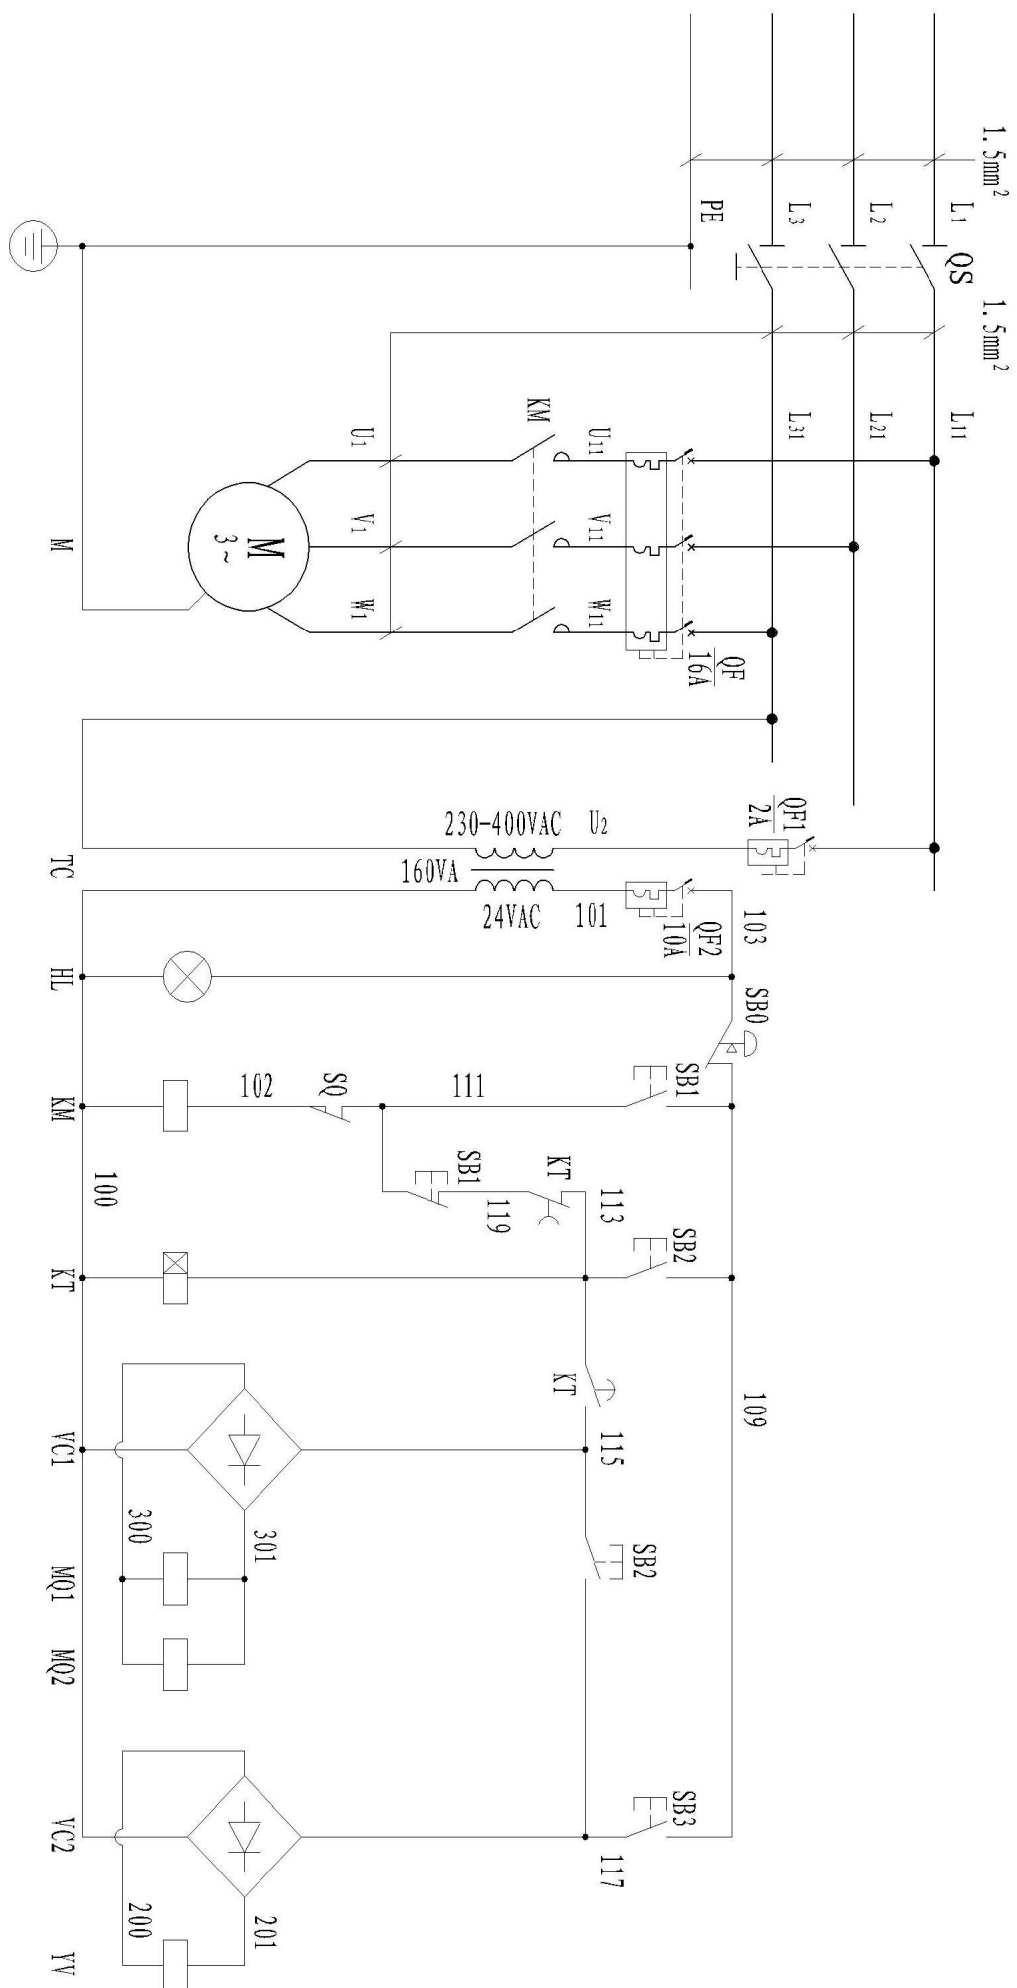 1.5mm²
1.5mm²
L₁
L₂
L₃
PE
QS
L₁₁
L₂₁
L₃₁
QF
16A
U₁₁
V₁₁
W₁₁
KM
U₁
V₁
W₁
M
3~
M
QF1
2A
U₂
230-400VAC
160VA
24VAC
101
QF2
10A
103
TC
HL
SB0
SB1
111
SQ
102
KM
100
113
KT
119
SB1
SB2
KT
109
KT
115
VC1
301
300
SB2
MQ1
MQ2
SB3
117
VC2
201
200
YV